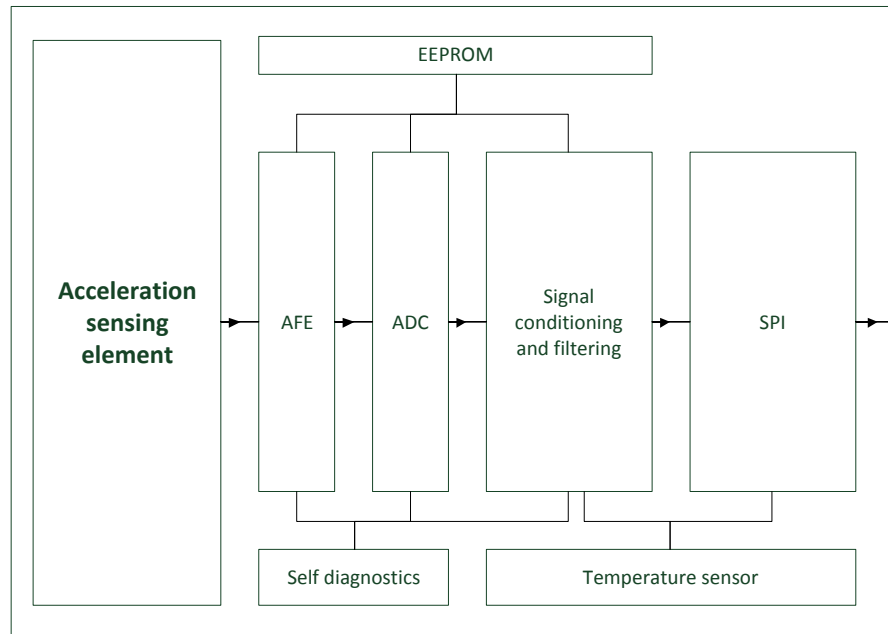 EEPROM
Acceleration
sensing
element
AFE
ADC
Signal
conditioning
and filtering
SPI
Self diagnostics
Temperature sensor